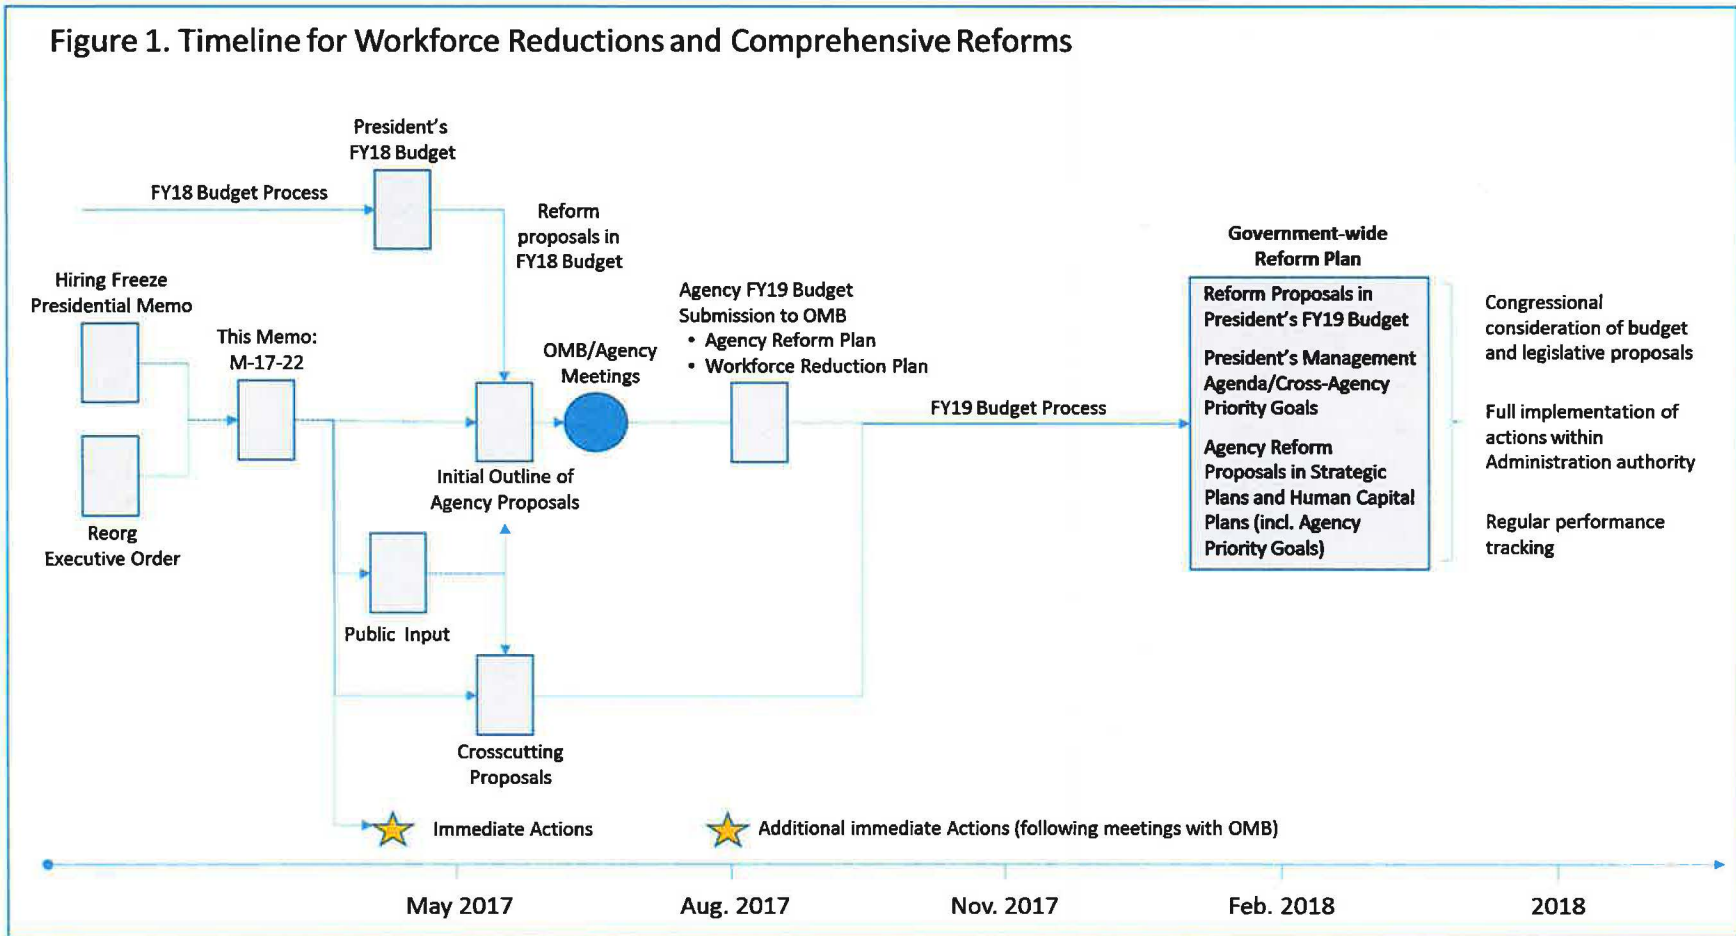 Figure 1. Timeline for Workforce Reductions and Comprehensive Reforms
President's
FY18 Budget
FY18 Budget Process
Reform
proposals in
FY18 Budget
Hiring Freeze
Presidential Memo
This Memo:
M-17-22
Reorg
Executive Order
OMB/Agency
Meetings
Agency FY19 Budget
Submission to OMB
• Agency Reform Plan
• Workforce Reduction Plan
Initial Outline of
Agency Proposals
Public Input
Crosscutting
Proposals
FY19 Budget Process
Government-wide
Reform Plan
Reform Proposals in
President's FY19 Budget
President's Management
Agenda/Cross-Agency
Priority Goals
Agency Reform
Proposals in Strategic
Plans and Human Capital
Plans (incl. Agency
Priority Goals)
Congressional
consideration of budget
and legislative proposals
Full implementation of
actions within
Administration authority
Regular performance
tracking
Immediate Actions
Additional immediate Actions (following meetings with OMB)
May 2017
Aug. 2017
Nov. 2017
Feb. 2018
2018